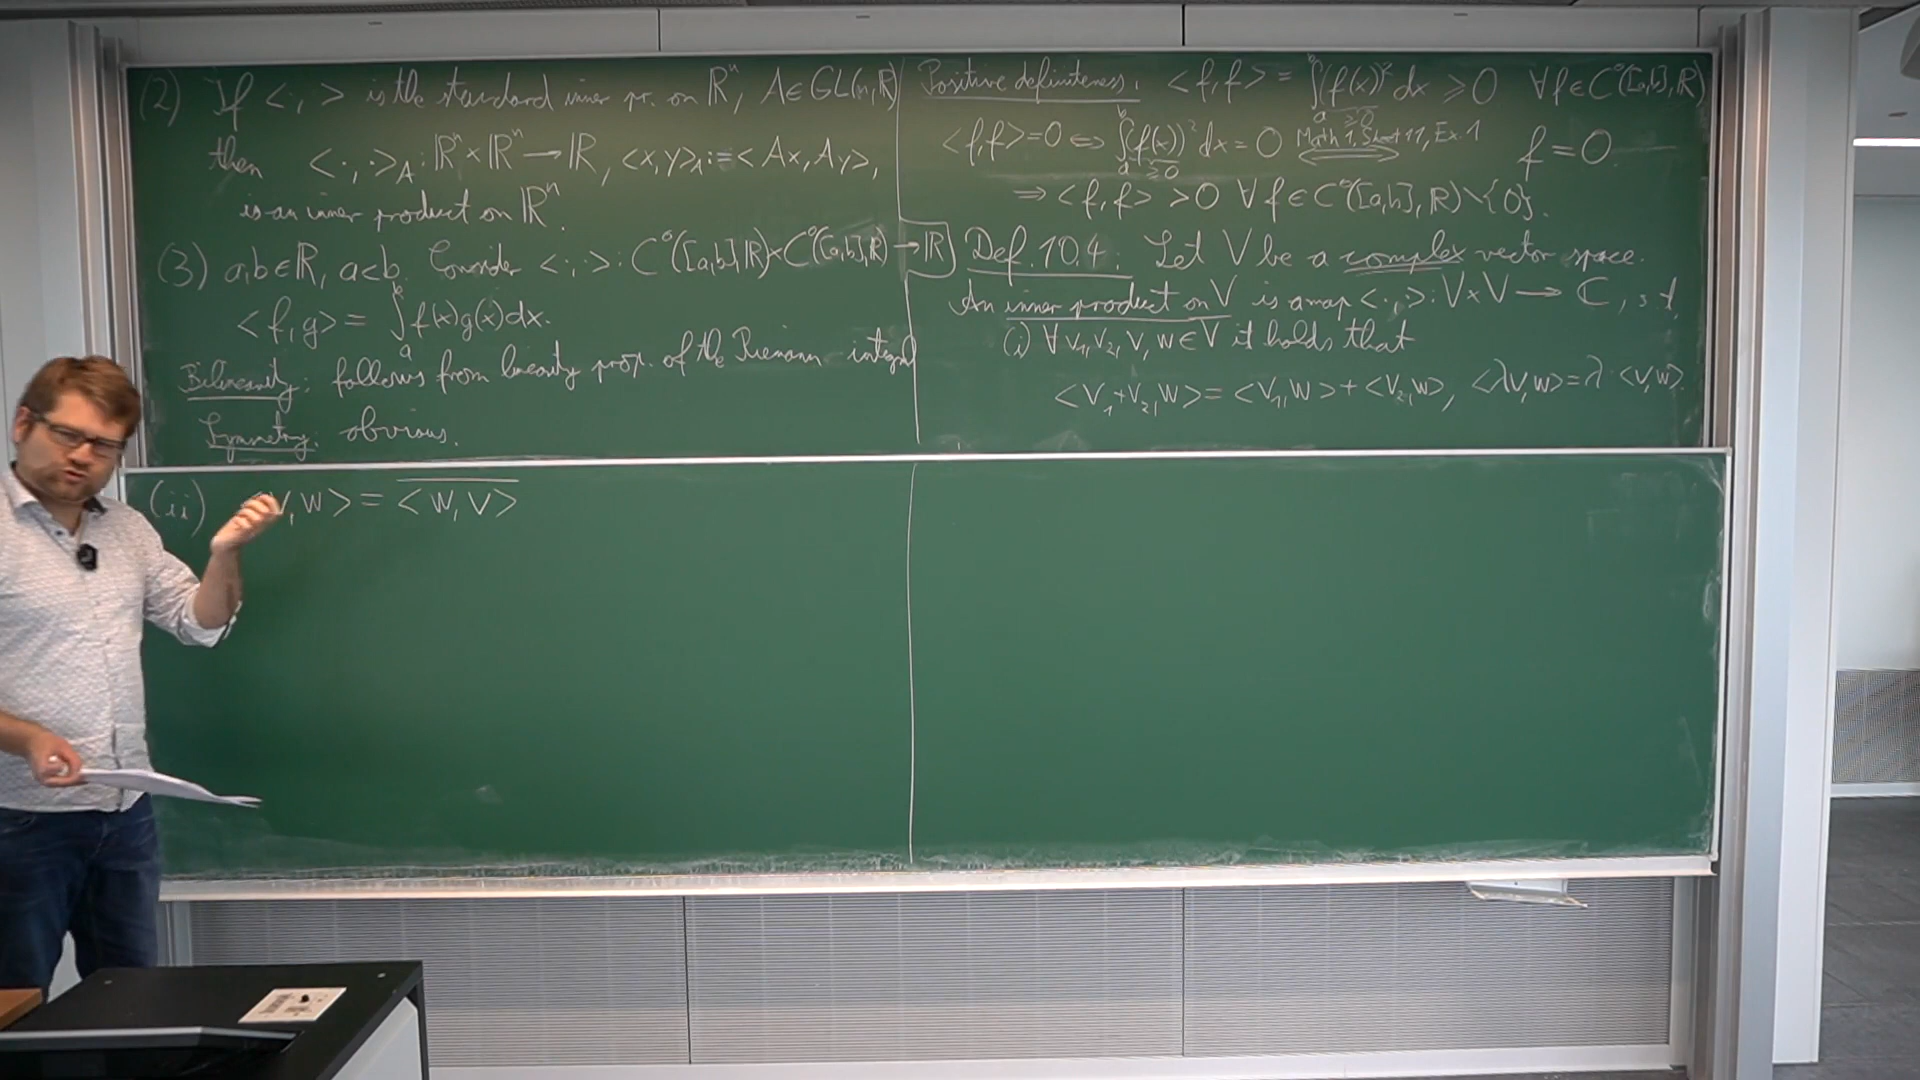 (2) If <·,·> is the standard inner pr. on ℝⁿ, A∈GL(n,ℝ)
then <·,·>_A : ℝⁿ×ℝⁿ → ℝ, <x,y>_A := <Ax,Ay>,
is an inner product on ℝⁿ.
(3) a,b∈ℝ, a<b. Consider <·,·>: C⁰([a,b],ℝ)×C⁰([a,b],ℝ) → ℝ
<f,g> = ∫_a^b f(x)g(x)dx.
Bilinearity: follows from linearity prop. of the Riemann integral
Symmetry: obvious.
Positive definiteness: <f,f> = ∫_a^b (f(x))² dx ≥ 0 ∀f∈C⁰([a,b],ℝ)
≥0
<f,f>=0 ⇔ ∫_a^b (f(x))² dx = 0 Math 1, Sheet 11, Ex. 1 ⇔ f=0.
≥0
⇒ <f,f> >0 ∀f∈C⁰([a,b],ℝ)∖{0}.
Def. 10.4: Let V be a complex vector space.
An inner product on V is a map <·,·>: V×V → ℂ, s.t.
(i) ∀ v₁,v₂,v,w∈V it holds that
<v₁+v₂,w> = <v₁,w> + <v₂,w>, <λv,w> = λ·<v,w>.
(ii) <v,w> = \overline{<w,v>}